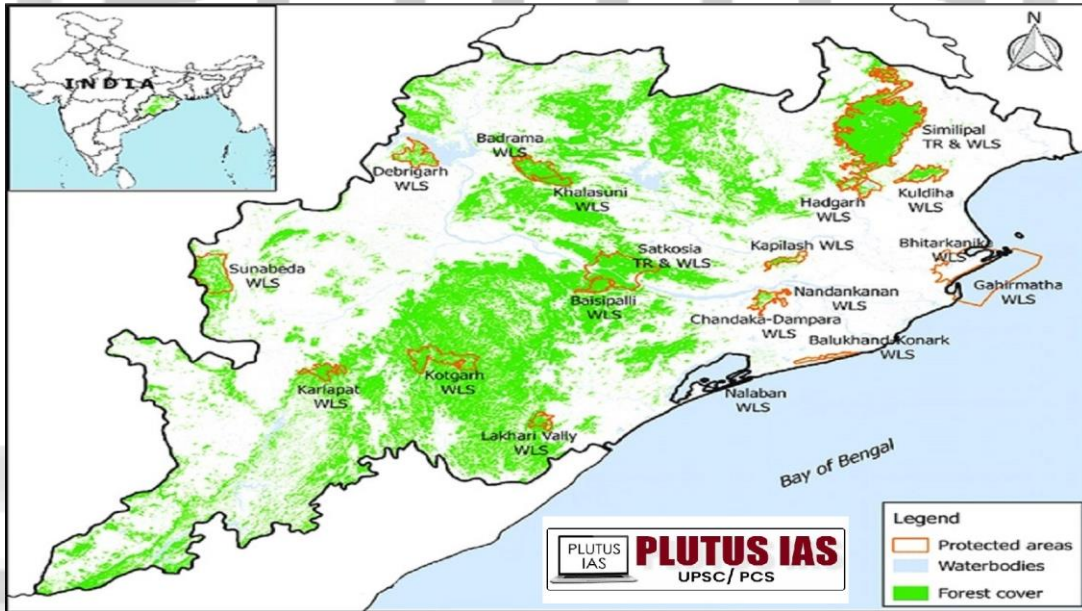 INDIA
N
Similipal
TR & WLS
Badrama
WLS
Debrigarh
WLS
Khalasuni
WLS
Hadgarh
WLS
Kuldiha
WLS
Satkosia
TR & WLS
Kapilash WLS
Bhitarkanika
WLS
Sunabeda
WLS
Gahirmatha
WLS
Baisipalli
WLS
Nandankanan
WLS
Chandaka-Dampara
WLS
Balukhand-Konark
WLS
Karlapat
WLS
Kotgarh
WLS
Nalaban
WLS
Lakhari Vally
WLS
Bay of Bengal
Legend
Protected areas
Waterbodies
Forest cover
PLUTUS
IAS
PLUTUS IAS
UPSC/ PCS